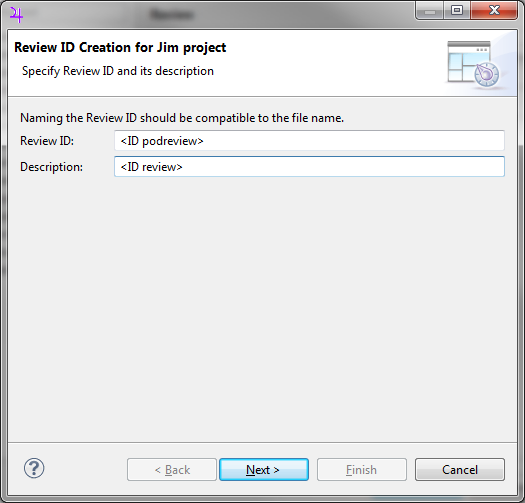 Review
Review ID Creation for Jim project
Specify Review ID and its description
Naming the Review ID should be compatible to the file name.
Review ID: <ID podreview>
Description: <ID review>
? < Back Next > Finish Cancel